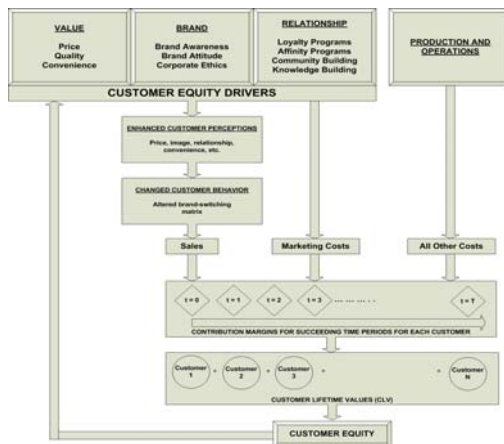 VALUE
Price
Quality
Convenience
BRAND
Brand Awareness
Brand Attitude
Corporate Ethics
RELATIONSHIP
Loyalty Programs
Affinity Programs
Community Building
Knowledge Building
PRODUCTION AND
OPERATIONS
CUSTOMER EQUITY DRIVERS
ENHANCED CUSTOMER PERCEPTIONS
Price, image, relationship,
convenience, etc.
CHANGED CUSTOMER BEHAVIOR
Altered brand-switching
matrix
Sales
Marketing Costs
All Other Costs
t = 0
t = 1
t = 2
t = 3
... ... ... . .
t = T
CONTRIBUTION MARGINS FOR SUCCEEDING TIME PERIODS FOR EACH CUSTOMER
Customer
1
+
Customer
2
+
Customer
3
+
+
Customer
N
CUSTOMER LIFETIME VALUES (CLV)
CUSTOMER EQUITY